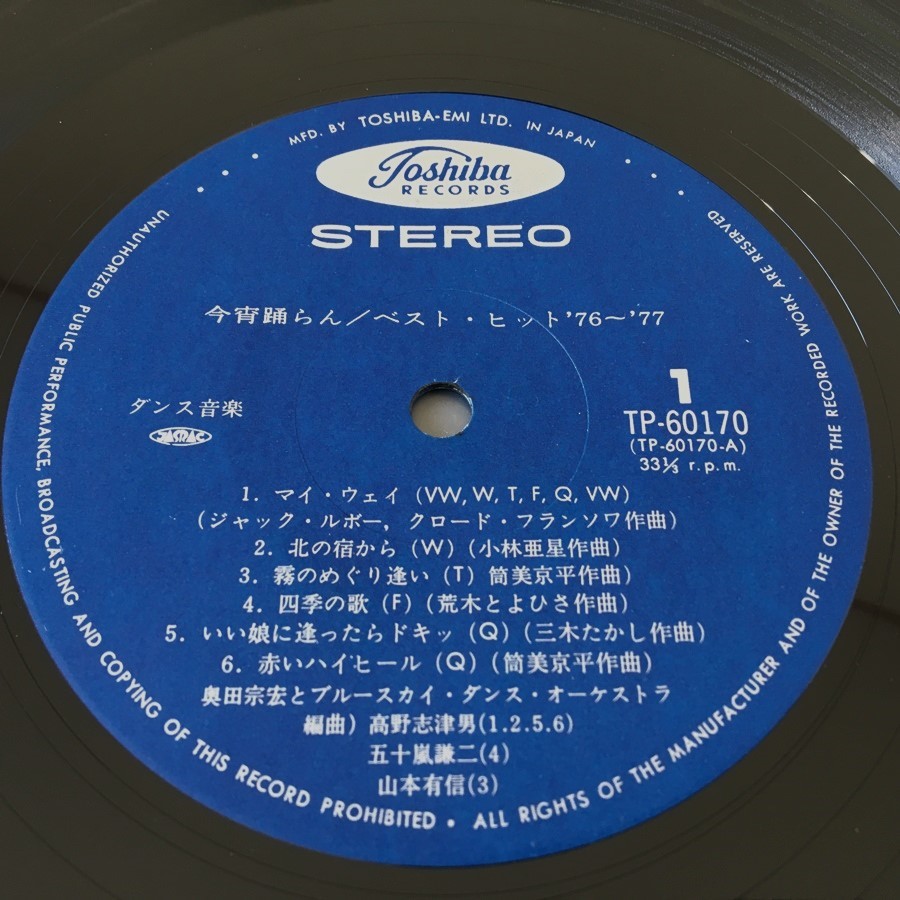 MFD. BY TOSHIBA-EMI LTD. IN JAPAN
Toshiba
RECORDS
STEREO
今宵踊らん/ベスト・ヒット'76〜'77
ダンス音楽
JASRAC
1
TP-60170
(TP-60170-A)
33⅓ r.p.m.
1. マイ・ウェイ (VW, W, T, F, Q, VW)
(ジャック・ルボー, クロード・フランソワ作曲)
2. 北の宿から (W) (小林亜星作曲)
3. 霧のめぐり逢い (T) 筒美京平作曲)
4. 四季の歌 (F) (荒木とよひさ作曲)
5. いい娘に逢ったらドキッ (Q) (三木たかし作曲)
6. 赤いハイヒール (Q) (筒美京平作曲)
奥田宗宏とブルースカイ・ダンス・オーケストラ
編曲) 高野志津男(1.2.5.6)
五十嵐謙二(4)
山本有信(3)
UNAUTHORIZED PUBLIC PERFORMANCE, BROADCASTING AND COPYING OF THIS RECORD PROHIBITED • ALL RIGHTS OF THE MANUFACTURER AND OF THE OWNER OF THE RECORDED WORK ARE RESERVED